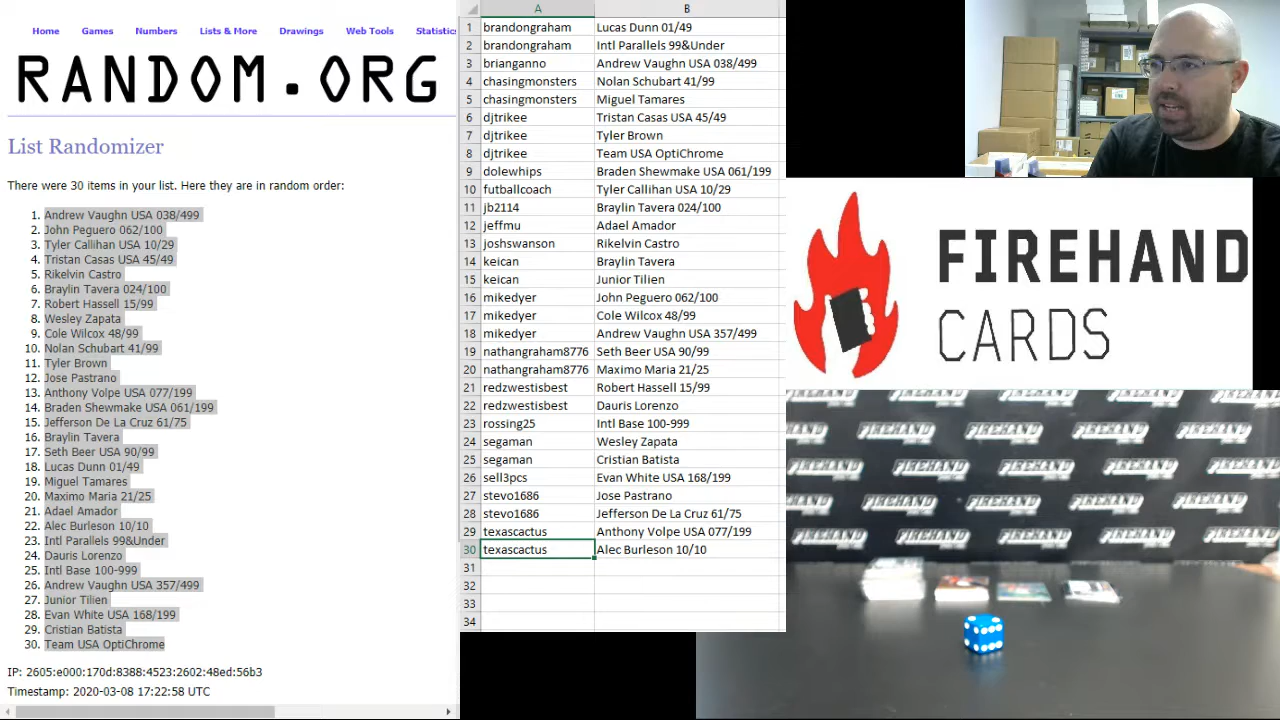 Home Games Numbers Lists & More Drawings Web Tools Statistics
RANDOM.ORG
List Randomizer
There were 30 items in your list. Here they are in random order:
1. Andrew Vaughn USA 038/499
2. John Peguero 062/100
3. Tyler Callihan USA 10/29
4. Tristan Casas USA 45/49
5. Rikelvin Castro
6. Braylin Tavera 024/100
7. Robert Hassell 15/99
8. Wesley Zapata
9. Cole Wilcox 48/99
10. Nolan Schubart 41/99
11. Tyler Brown
12. Jose Pastrano
13. Anthony Volpe USA 077/199
14. Braden Shewmake USA 061/199
15. Jefferson De La Cruz 61/75
16. Braylin Tavera
17. Seth Beer USA 90/99
18. Lucas Dunn 01/49
19. Miguel Tamares
20. Maximo Maria 21/25
21. Adael Amador
22. Alec Burleson 10/10
23. Intl Parallels 99&Under
24. Dauris Lorenzo
25. Intl Base 100-999
26. Andrew Vaughn USA 357/499
27. Junior Tilien
28. Evan White USA 168/199
29. Cristian Batista
30. Team USA OptiChrome
IP: 2605:e000:170d:8388:4523:2602:48ed:56b3
Timestamp: 2020-03-08 17:22:58 UTC
A B
1 brandongraham Lucas Dunn 01/49
2 brandongraham Intl Parallels 99&Under
3 brianganno Andrew Vaughn USA 038/499
4 chasingmonsters Nolan Schubart 41/99
5 chasingmonsters Miguel Tamares
6 djtrikee Tristan Casas USA 45/49
7 djtrikee Tyler Brown
8 djtrikee Team USA OptiChrome
9 dolewhips Braden Shewmake USA 061/199
10 futballcoach Tyler Callihan USA 10/29
11 jb2114 Braylin Tavera 024/100
12 jeffmu Adael Amador
13 joshswanson Rikelvin Castro
14 keican Braylin Tavera
15 keican Junior Tilien
16 mikedyer John Peguero 062/100
17 mikedyer Cole Wilcox 48/99
18 mikedyer Andrew Vaughn USA 357/499
19 nathangraham8776 Seth Beer USA 90/99
20 nathangraham8776 Maximo Maria 21/25
21 redzwestisbest Robert Hassell 15/99
22 redzwestisbest Dauris Lorenzo
23 rossing25 Intl Base 100-999
24 segaman Wesley Zapata
25 segaman Cristian Batista
26 sell3pcs Evan White USA 168/199
27 stevo1686 Jose Pastrano
28 stevo1686 Jefferson De La Cruz 61/75
29 texascactus Anthony Volpe USA 077/199
30 texascactus Alec Burleson 10/10
31
32
33
34
FIREHAND
CARDS
FIREHAND FIREHAND FIREHAND FIREHAND